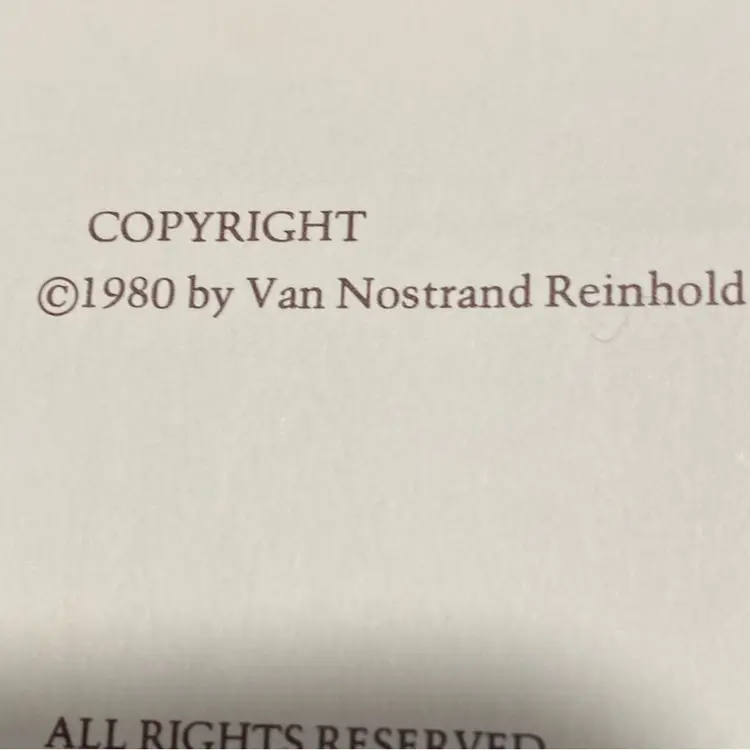 COPYRIGHT
©1980 by Van Nostrand Reinhold
ALL RIGHTS RESERVED